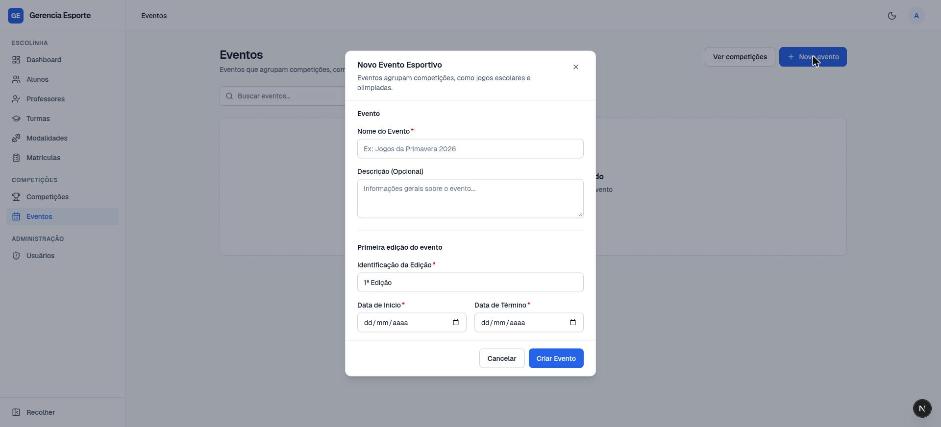 GE Gerencia Esporte
Eventos
A
ESCOLINHA
Dashboard
Alunos
Professores
Turmas
Modalidades
Matrículas
COMPETIÇÕES
Competições
Eventos
ADMINISTRAÇÃO
Usuários
Recolher
Eventos
Eventos que agrupam competições, com
Ver competições
+ Novo evento
Buscar eventos...
do
vento
Novo Evento Esportivo
Eventos agrupam competições, como jogos escolares e
olimpíadas.
Evento
Nome do Evento*
Ex: Jogos da Primavera 2026
Descrição (Opcional)
Informações gerais sobre o evento...
Primeira edição do evento
Identificação da Edição*
1ª Edição
Data de Início*
Data de Término*
dd/mm/aaaa
dd/mm/aaaa
Cancelar
Criar Evento
N